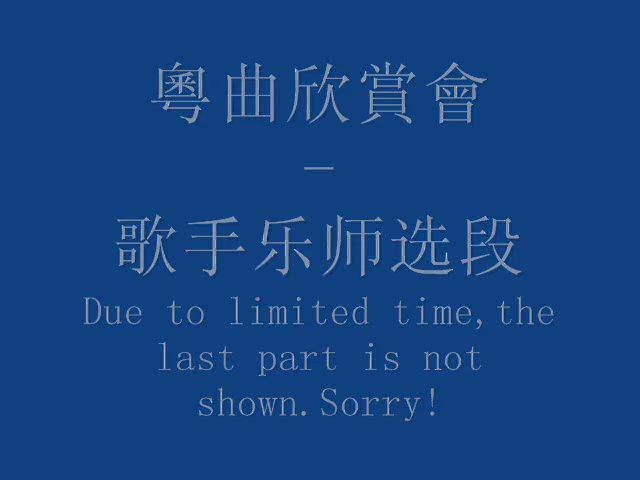 粵曲欣賞會
–
歌手乐师选段
Due to limited time,the
last part is not
shown.Sorry!